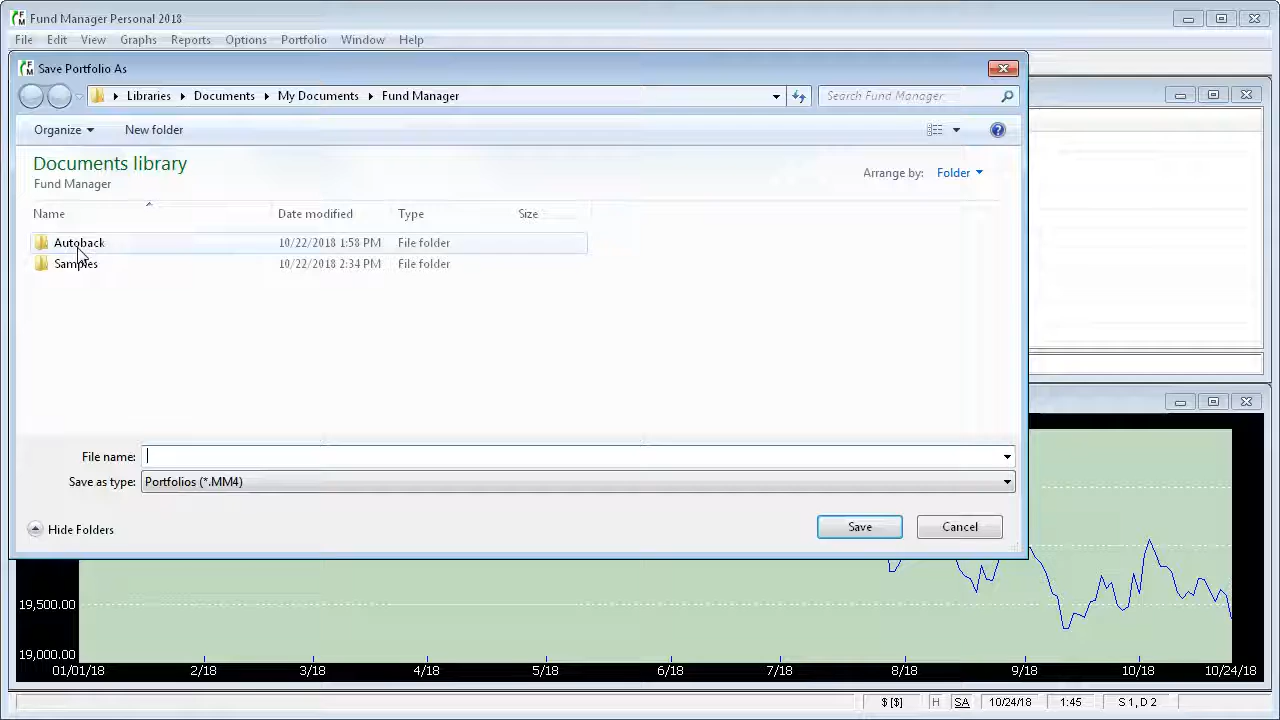 Fund Manager Personal 2018
File Edit View Graphs Reports Options Portfolio Window Help
Save Portfolio As
Libraries Documents My Documents Fund Manager
Search Fund Manager
Organize New folder
Documents library
Fund Manager
Arrange by: Folder
Name Date modified Type Size
Autoback 10/22/2018 1:58 PM File folder
Samples 10/22/2018 2:34 PM File folder
File name:
Save as type: Portfolios (*.MM4)
Hide Folders
Save Cancel
19,500.00
19,000.00
01/01/18 2/18 3/18 4/18 5/18 6/18 7/18 8/18 9/18 10/18 10/24/18
$ [$] H SA 10/24/18 1:45 S 1, D 2